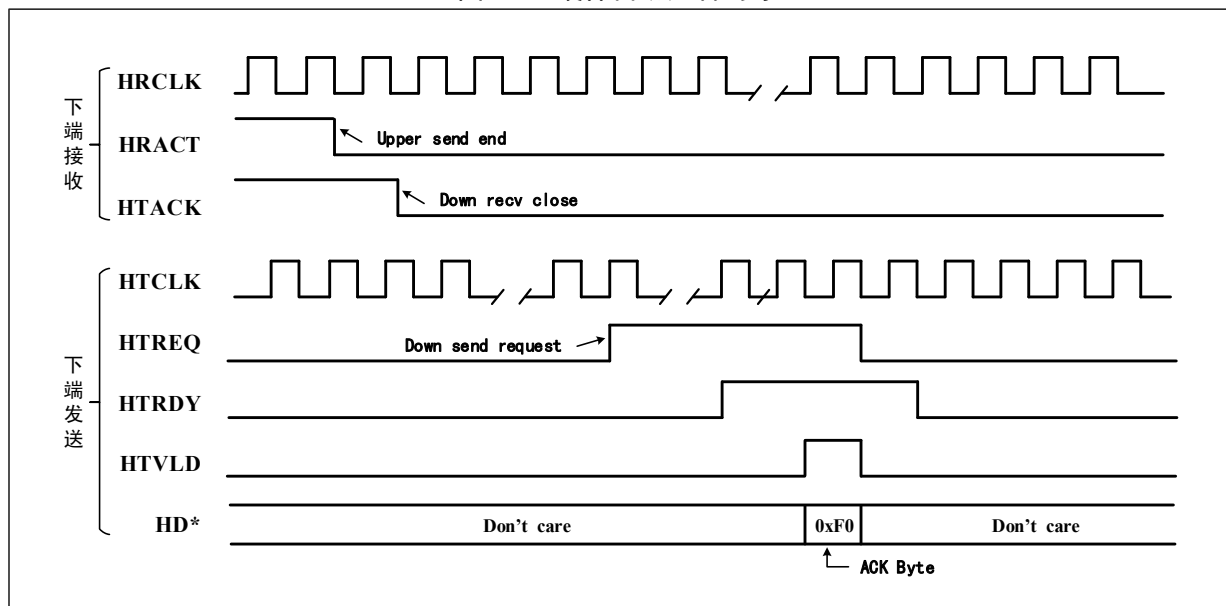 HRCLK
下端接收
HRACT
Upper send end
HTACK
Down recv close
HTCLK
下端发送
HTREQ
Down send request
HTRDY
HTVLD
HD*
Don't care
0xF0
Don't care
ACK Byte